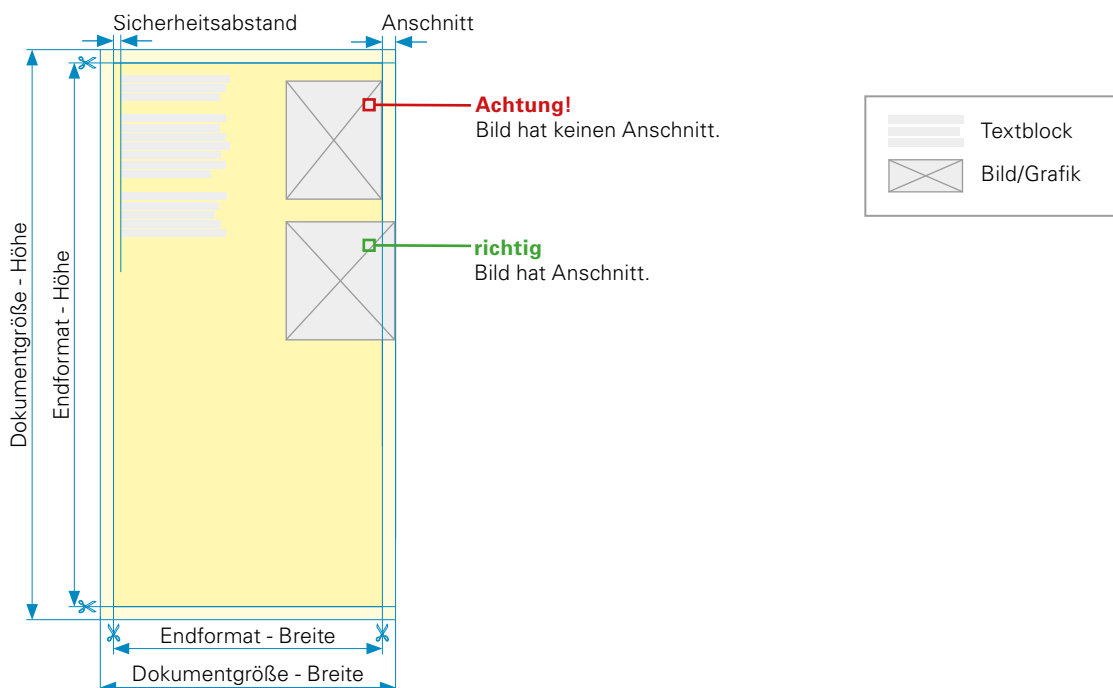 Sicherheitsabstand
Anschnitt
Achtung!
Bild hat keinen Anschnitt.
Textblock
Bild/Grafik
richtig
Bild hat Anschnitt.
Dokumentgröße - Höhe
Endformat - Höhe
Endformat - Breite
Dokumentgröße - Breite